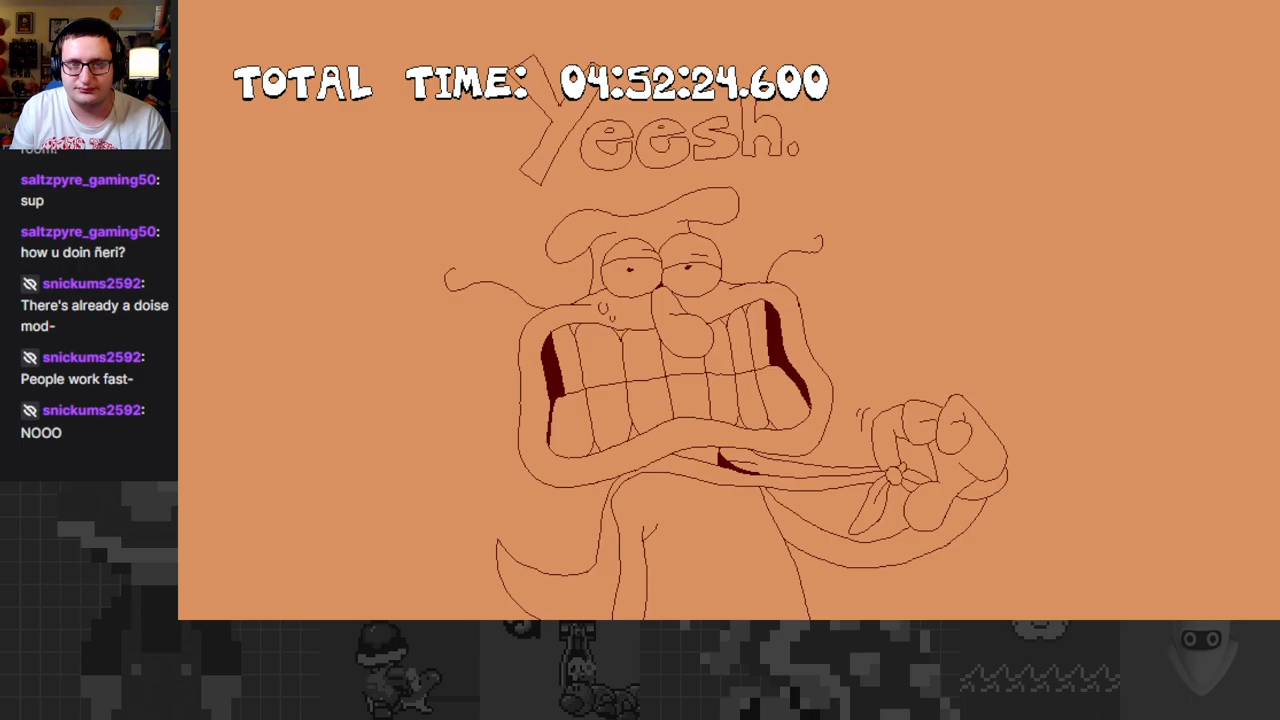 TOTAL TIME: 04:52:24.600
Yeesh.
room!
saltzpyre_gaming50:
sup
saltzpyre_gaming50:
how u doin ñeri?
snickums2592:
There's already a doise
mod-
snickums2592:
People work fast-
snickums2592:
NOOO